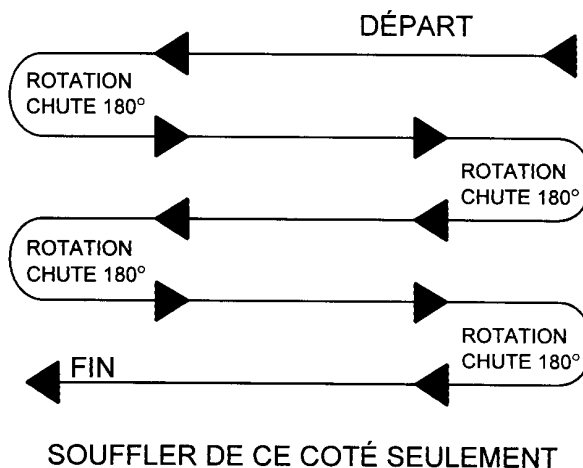 DÉPART
ROTATION
CHUTE 180°
ROTATION
CHUTE 180°
ROTATION
CHUTE 180°
ROTATION
CHUTE 180°
FIN
SOUFFLER DE CE COTÉ SEULEMENT